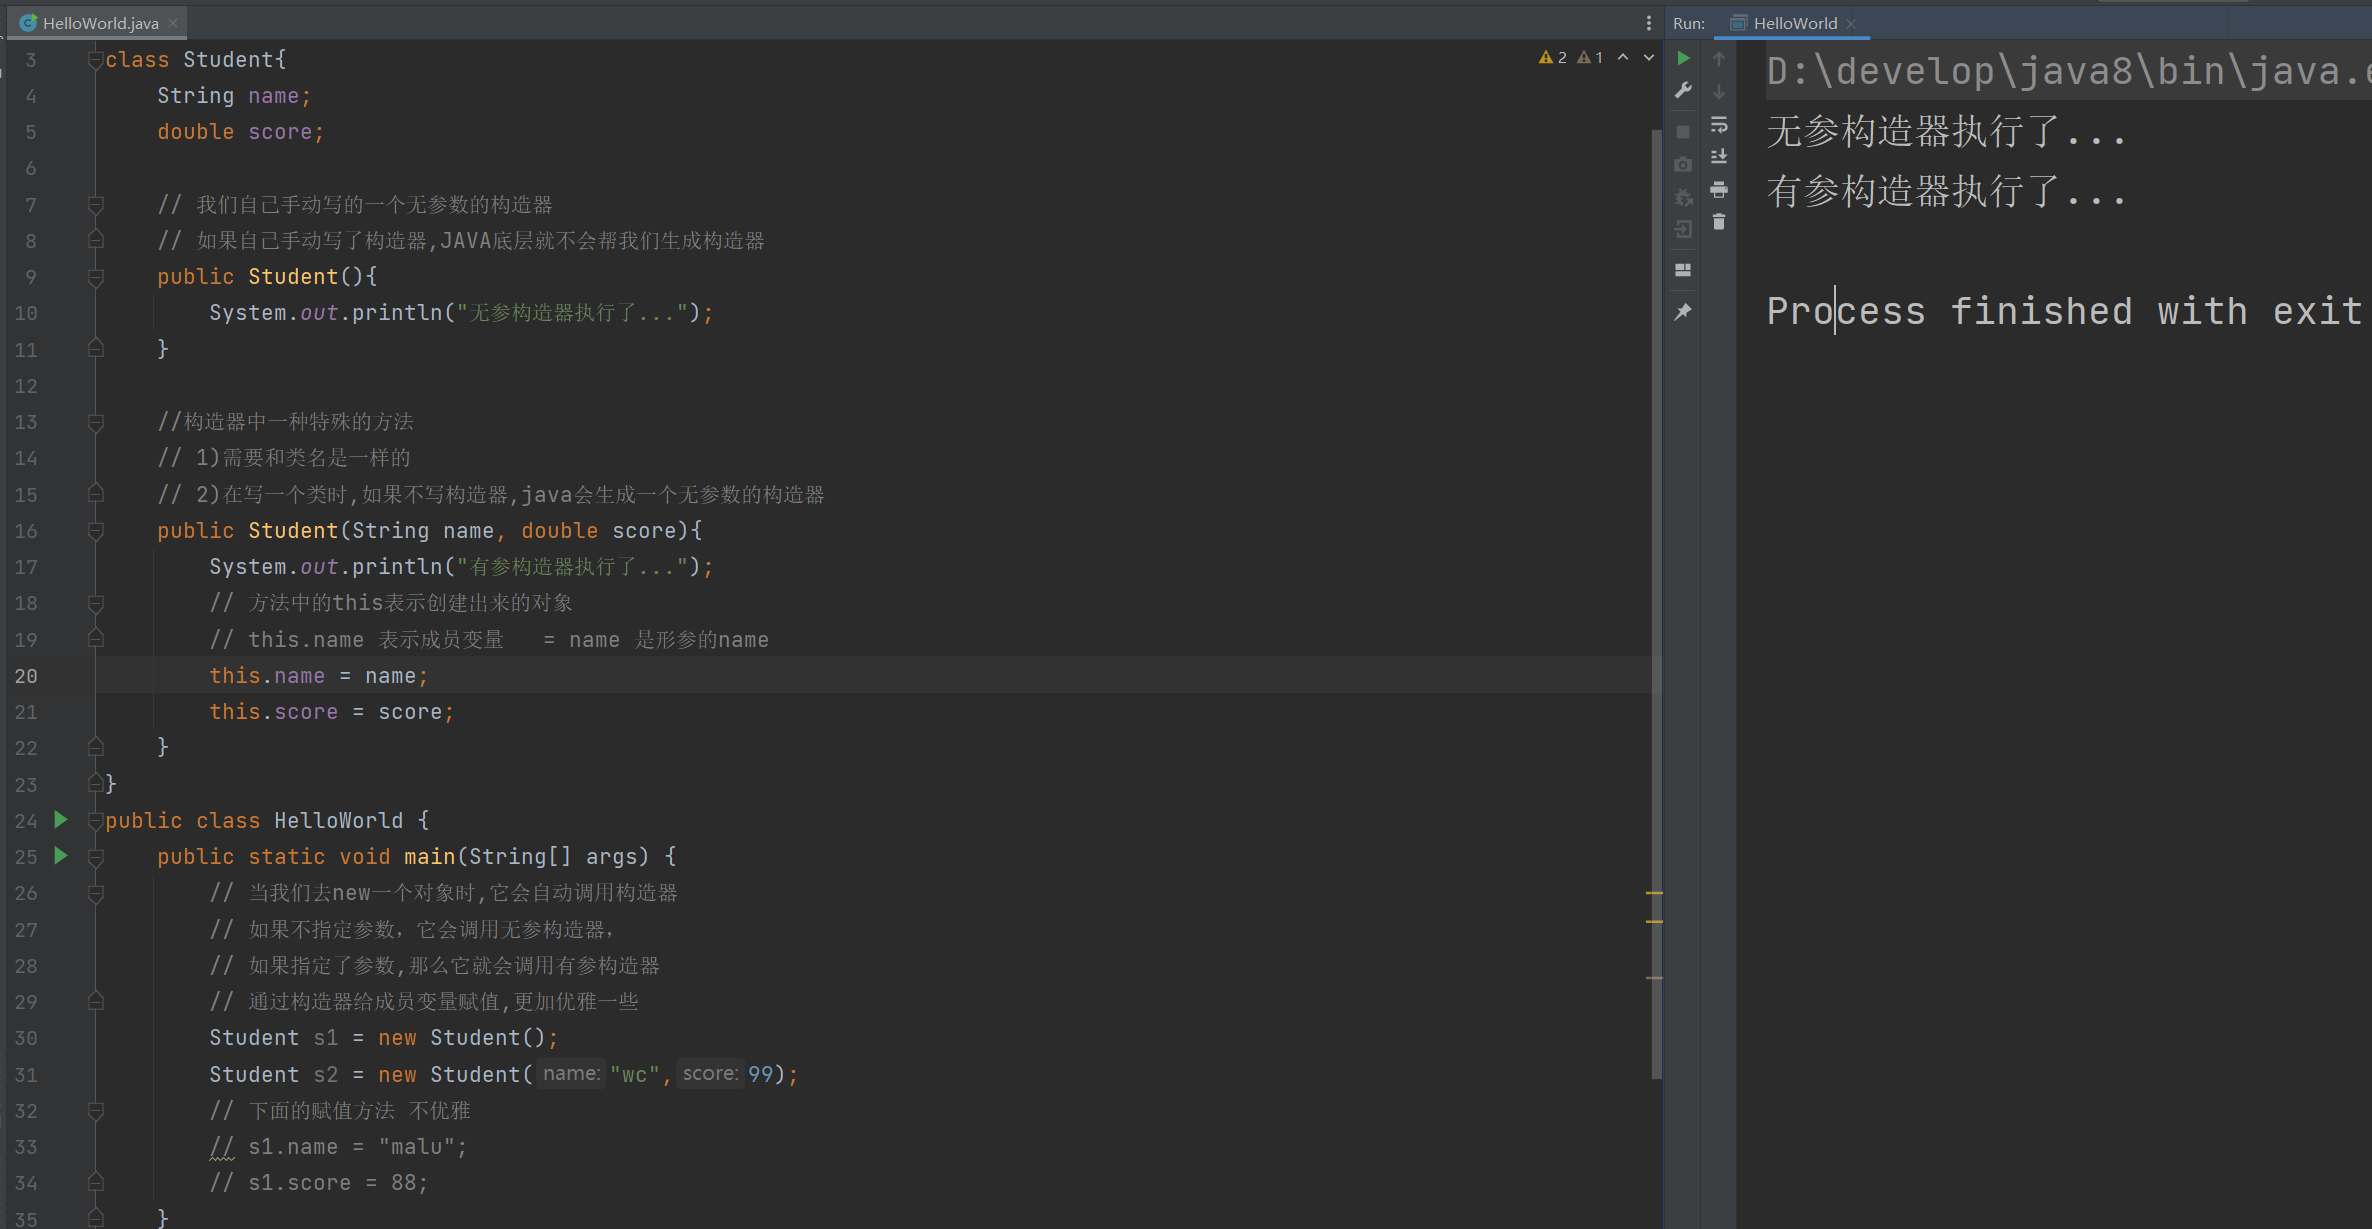 HelloWorld.java
2 1
3 class Student{
4 String name;
5 double score;
6
7 // 我们自己手动写的一个无参数的构造器
8 // 如果自己手动写了构造器,JAVA底层就不会帮我们生成构造器
9 public Student(){
10 System.out.println("无参构造器执行了...");
11 }
12
13 //构造器中一种特殊的方法
14 // 1)需要和类名是一样的
15 // 2)在写一个类时,如果不写构造器,java会生成一个无参数的构造器
16 public Student(String name, double score){
17 System.out.println("有参构造器执行了...");
18 // 方法中的this表示创建出来的对象
19 // this.name 表示成员变量   = name 是形参的name
20 this.name = name;
21 this.score = score;
22 }
23 }
24 public class HelloWorld {
25 public static void main(String[] args) {
26 // 当我们去new一个对象时,它会自动调用构造器
27 // 如果不指定参数，它会调用无参构造器，
28 // 如果指定了参数,那么它就会调用有参构造器
29 // 通过构造器给成员变量赋值,更加优雅一些
30 Student s1 = new Student();
31 Student s2 = new Student( name: "wc", score: 99);
32 // 下面的赋值方法 不优雅
33 // s1.name = "malu";
34 // s1.score = 88;
35 }
Run: HelloWorld
D:\develop\java8\bin\java.
无参构造器执行了...
有参构造器执行了...
Process finished with exit